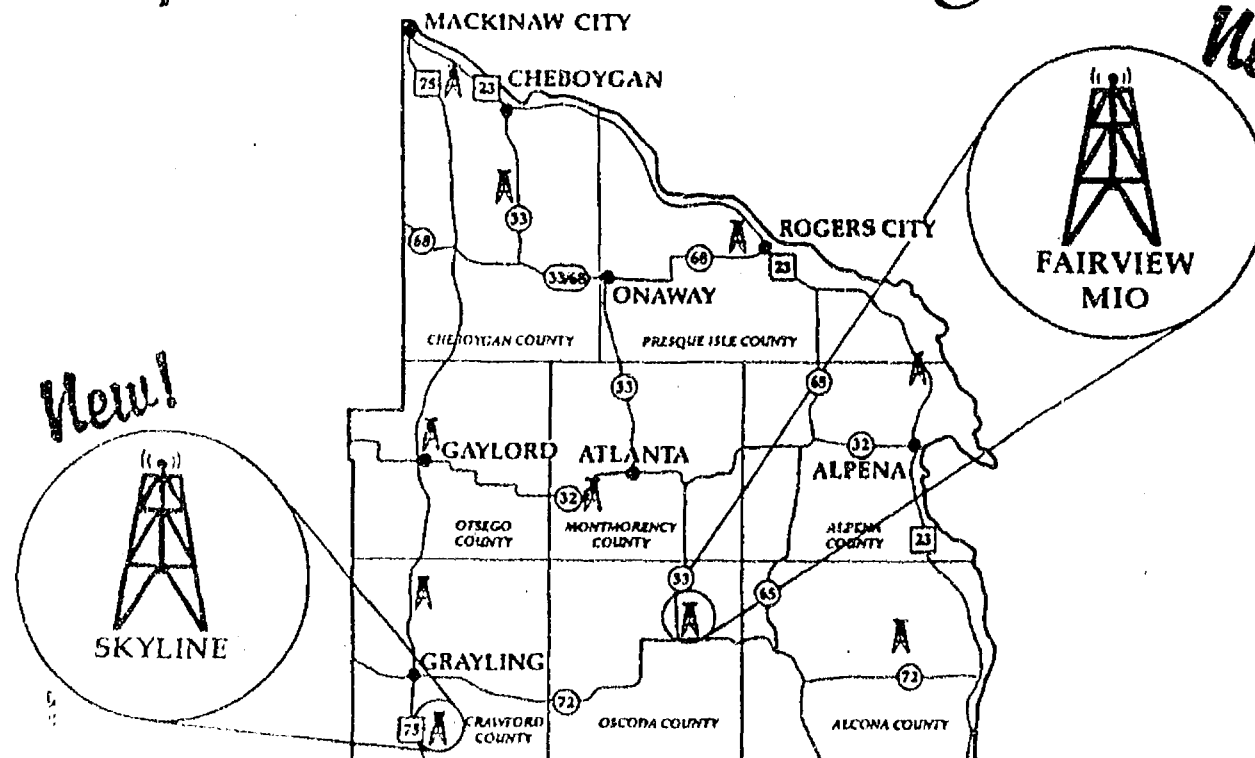 MACKINAW CITY
75
23
CHEBOYGAN
FAIRVIEW
MIO
33
68
ROGERS CITY
68
33/68
23
ONAWAY
CHEBOYGAN COUNTY
PRESQUE ISLE COUNTY
New!
33
65
GAYLORD
ATLANTA
32
ALPENA
32
OTSEGO
COUNTY
MONTMORENCY
COUNTY
ALPENA
COUNTY
23
33
65
SKYLINE
GRAYLING
72
72
75
CRAWFORD
COUNTY
OSCODA COUNTY
ALCONA COUNTY